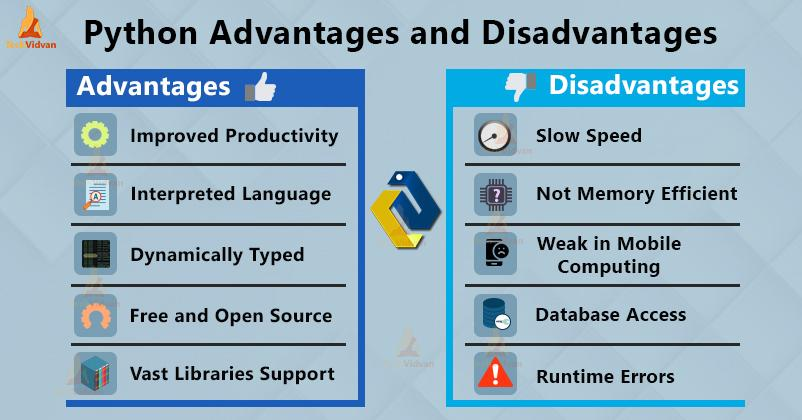 TechVidvan
Python Advantages and Disadvantages
Advantages
Improved Productivity
Interpreted Language
Dynamically Typed
Free and Open Source
Vast Libraries Support
Disadvantages
Slow Speed
Not Memory Efficient
Weak in Mobile
Computing
Database Access
Runtime Errors